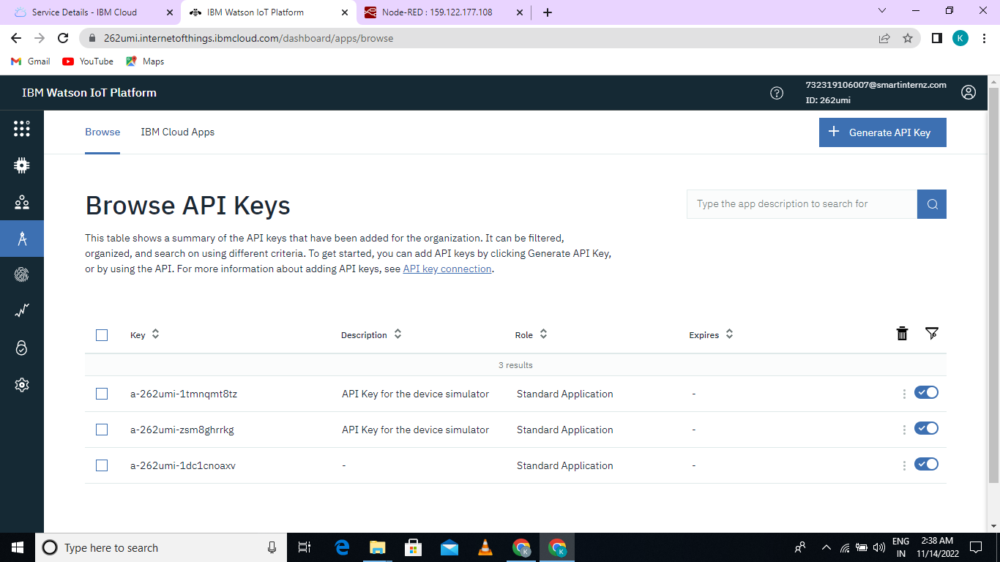 Service Details - IBM Cloud
IBM Watson IoT Platform
Node-RED : 159.122.177.108
262umi.internetofthings.ibmcloud.com/dashboard/apps/browse
K
Gmail
YouTube
Maps
IBM Watson IoT Platform
732319106007@smartinternz.com
ID: 262umi
Browse
IBM Cloud Apps
Generate API Key
Browse API Keys
Type the app description to search for
This table shows a summary of the API keys that have been added for the organization. It can be filtered,
organized, and search on using different criteria. To get started, you can add API keys by clicking Generate API Key,
or by using the API. For more information about adding API keys, see API key connection.
Key Description Role Expires
3 results
a-262umi-1tmnqmt8tz API Key for the device simulator Standard Application -
a-262umi-zsm8ghrrkg API Key for the device simulator Standard Application -
a-262umi-1dc1cnoaxv - Standard Application -
Type here to search
K
K
ENG
IN
2:38 AM
11/14/2022